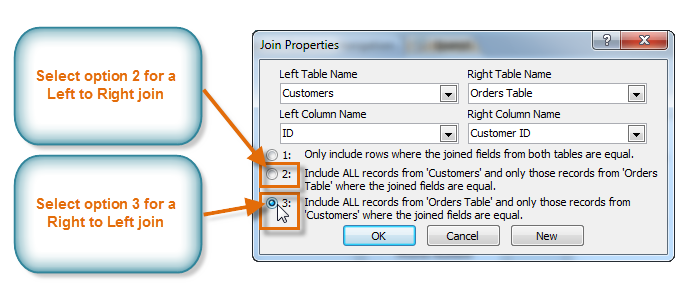 Select option 2 for a
Left to Right join
Select option 3 for a
Right to Left join
Join Properties
Left Table Name
Right Table Name
Customers
Orders Table
Left Column Name
Right Column Name
ID
Customer ID
1: Only include rows where the joined fields from both tables are equal.
2: Include ALL records from 'Customers' and only those records from 'Orders
Table' where the joined fields are equal.
3: Include ALL records from 'Orders Table' and only those records from
'Customers' where the joined fields are equal.
OK
Cancel
New